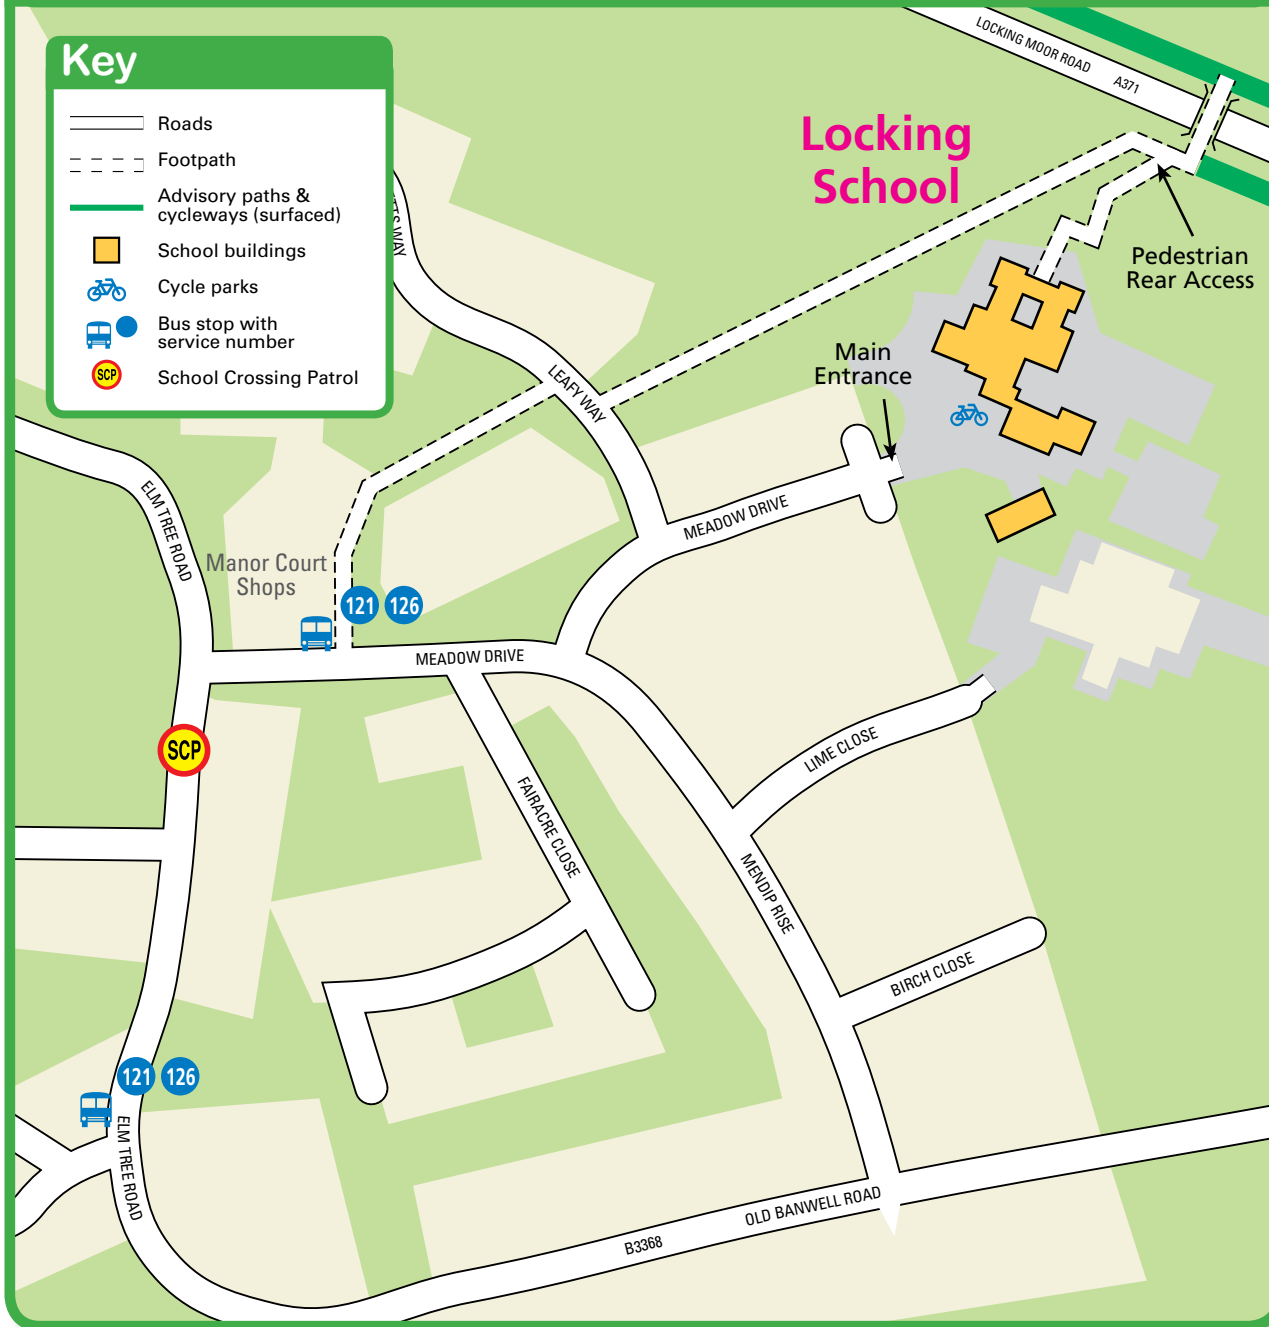 Key
Roads
Footpath
Advisory paths &
cycleways (surfaced)
School buildings
Cycle parks
Bus stop with
service number
SCP
School Crossing Patrol
LOCKING MOOR ROAD
A371
Locking
School
Pedestrian
Rear Access
Main
Entrance
WAY
LEAFY WAY
ELM TREE ROAD
MEADOW DRIVE
Manor Court
Shops
121
126
MEADOW DRIVE
SCP
LIME CLOSE
FAIRACRE CLOSE
MENDIP RISE
BIRCH CLOSE
121
126
ELM TREE ROAD
OLD BANWELL ROAD
B3368